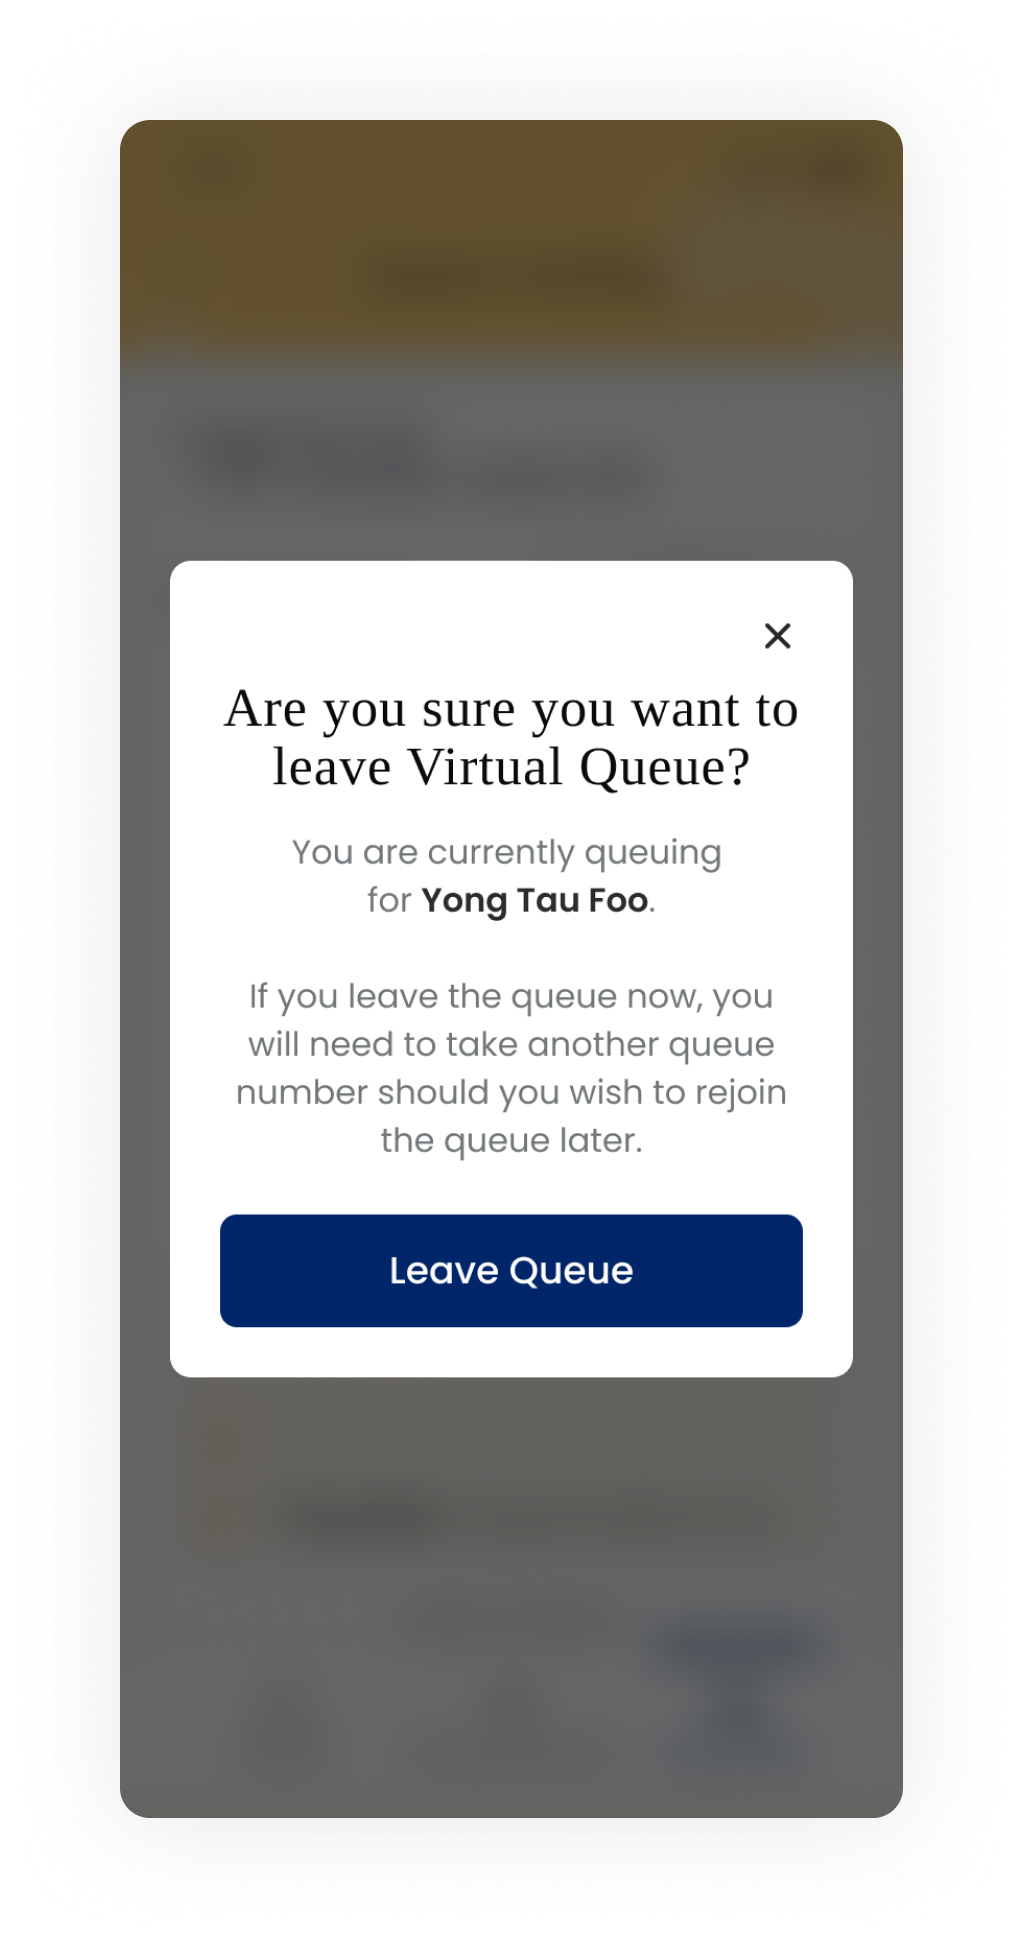 Are you sure you want to
leave Virtual Queue?
You are currently queuing
for Yong Tau Foo.
If you leave the queue now, you
will need to take another queue
number should you wish to rejoin
the queue later.
Leave Queue